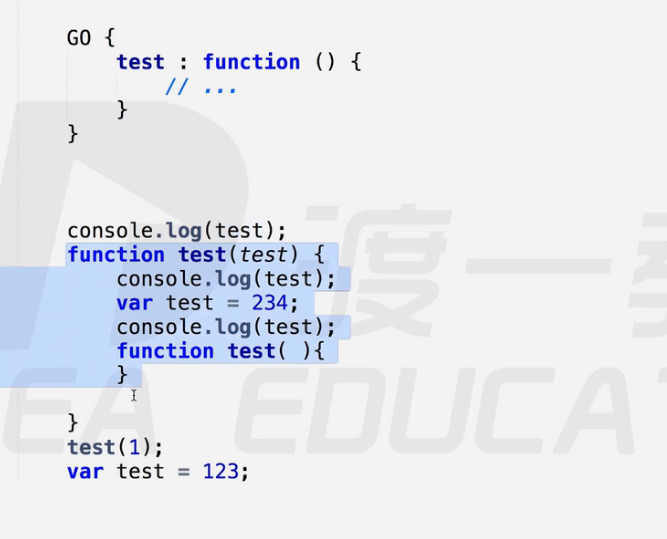 GO {
    test : function () {
        // ...
    }
}
console.log(test);
function test(test) {
    console.log(test);
    var test = 234;
    console.log(test);
    function test( ){
    }
}
test(1);
var test = 123;
渡一教
EA EDUCAT